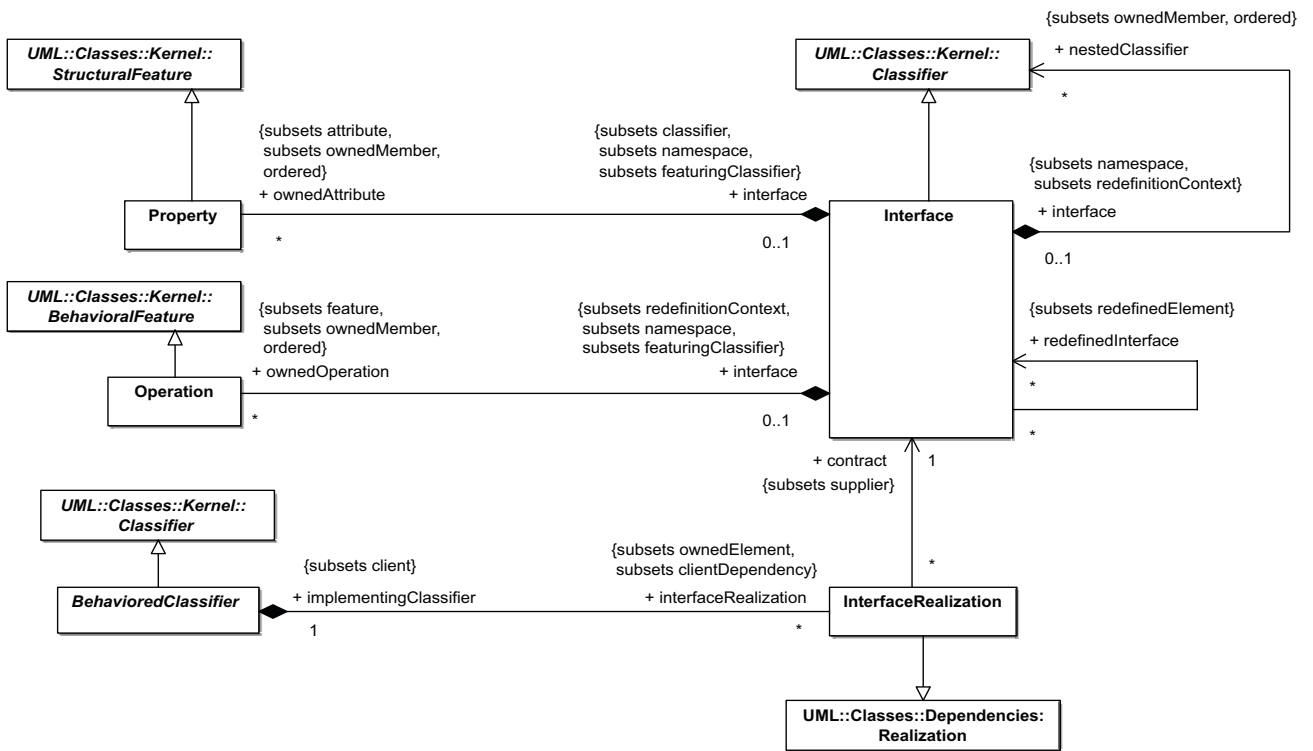 {subsets ownedMember, ordered}
+ nestedClassifier
*
UML::Classes::Kernel::
StructuralFeature
UML::Classes::Kernel::
Classifier
{subsets attribute,
subsets ownedMember,
ordered}
+ ownedAttribute
*
{subsets classifier,
subsets namespace,
subsets featuringClassifier}
+ interface
0..1
{subsets namespace,
subsets redefinitionContext}
+ interface
0..1
Property
Interface
UML::Classes::Kernel::
BehavioralFeature
{subsets feature,
subsets ownedMember,
ordered}
+ ownedOperation
*
{subsets redefinitionContext,
subsets namespace,
subsets featuringClassifier}
+ interface
0..1
{subsets redefinedElement}
+ redefinedInterface
*
*
Operation
+ contract
1
{subsets supplier}
*
UML::Classes::Kernel::
Classifier
{subsets client}
+ implementingClassifier
1
{subsets ownedElement,
subsets clientDependency}
+ interfaceRealization
*
BehavioredClassifier
InterfaceRealization
UML::Classes::Dependencies:
Realization